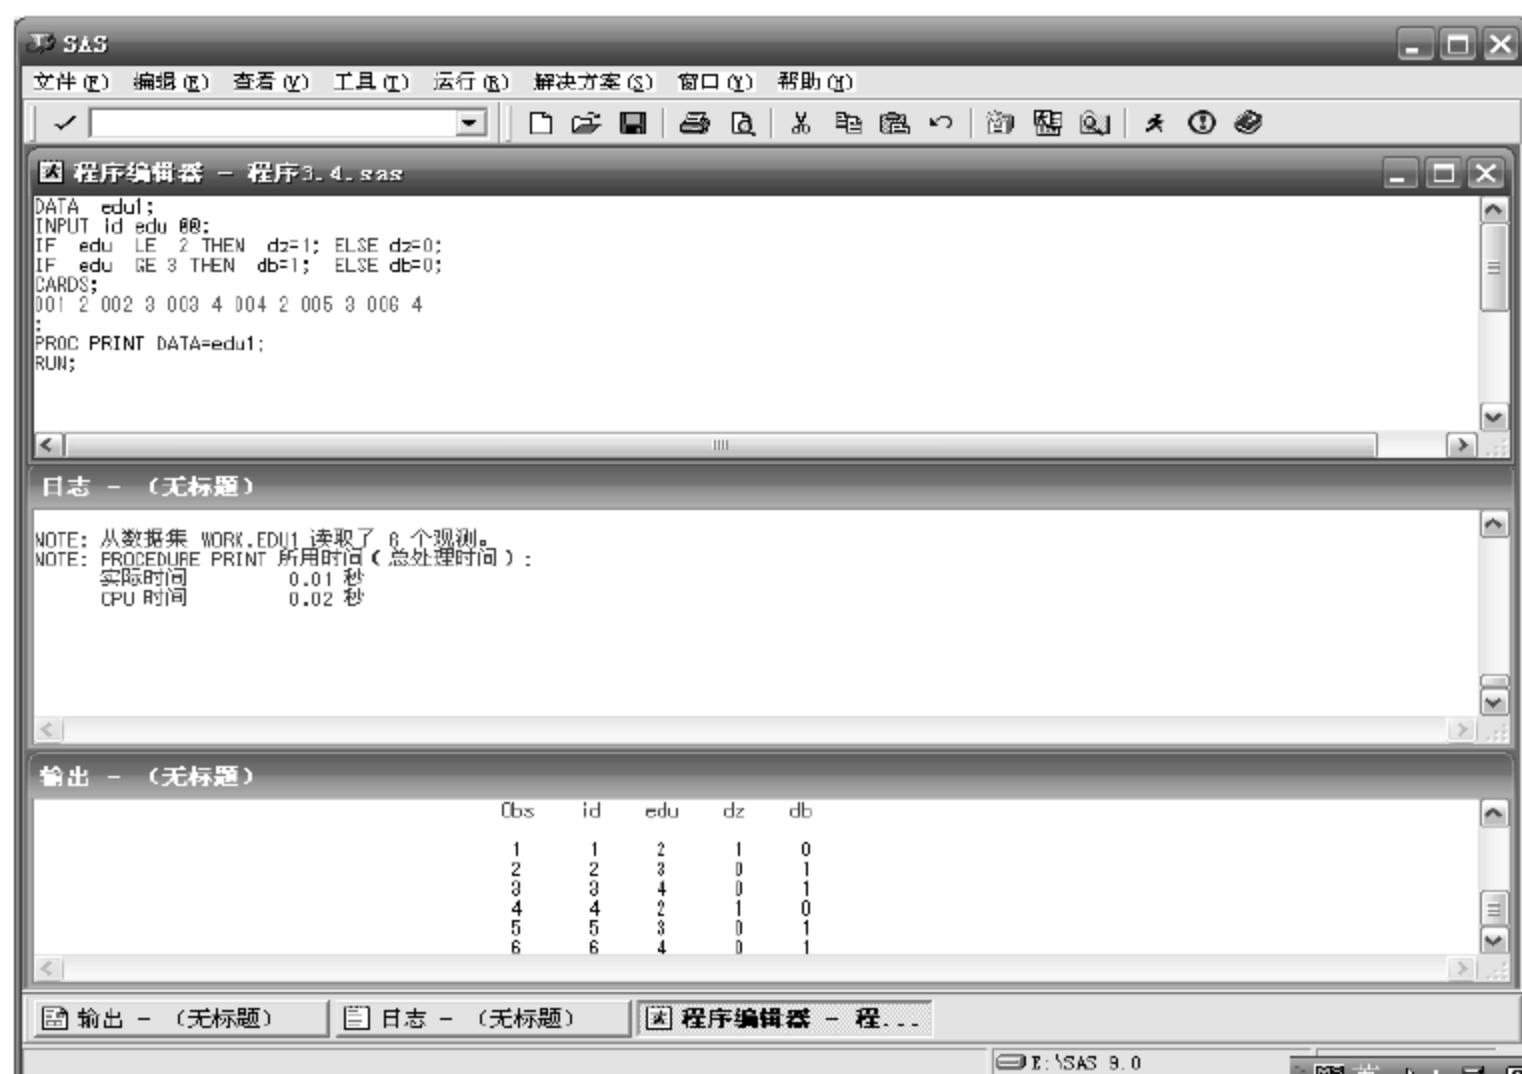 SAS
文件(F) 编辑(E) 查看(V) 工具(T) 运行(R) 解决方案(S) 窗口(Y) 帮助(H)
程序编辑器 - 程序3.4.sas
DATA edu1;
INPUT id edu @@;
IF edu LE 2 THEN dz=1; ELSE dz=0;
IF edu GE 3 THEN db=1; ELSE db=0;
CARDS;
001 2 002 3 003 4 004 2 005 3 006 4
;
PROC PRINT DATA=edu1;
RUN;
日志 - (无标题)
NOTE: 从数据集 WORK.EDU1 读取了 6 个观测。
NOTE: PROCEDURE PRINT 所用时间(总处理时间):
实际时间 0.01 秒
CPU 时间 0.02 秒
输出 - (无标题)
Obs id edu dz db
1 1 2 1 0
2 2 3 0 1
3 3 4 0 1
4 4 2 1 0
5 5 3 0 1
6 6 4 0 1
输出 - (无标题) 日志 - (无标题) 程序编辑器 - 程...
E:\SAS 9.0